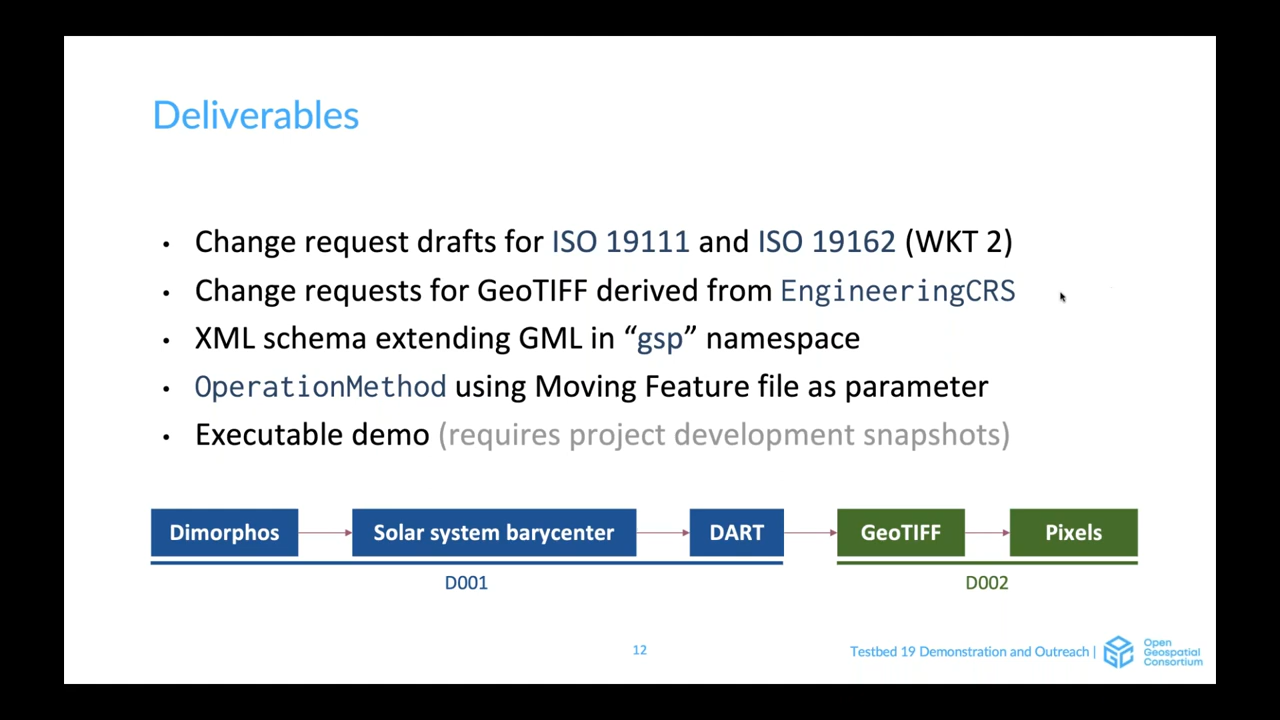 Deliverables
• Change request drafts for ISO 19111 and ISO 19162 (WKT 2)
• Change requests for GeoTIFF derived from EngineeringCRS
• XML schema extending GML in “gsp” namespace
• OperationMethod using Moving Feature file as parameter
• Executable demo (requires project development snapshots)
Dimorphos Solar system barycenter DART GeoTIFF Pixels
D001 D002
12
Testbed 19 Demonstration and Outreach |
Open
Geospatial
Consortium